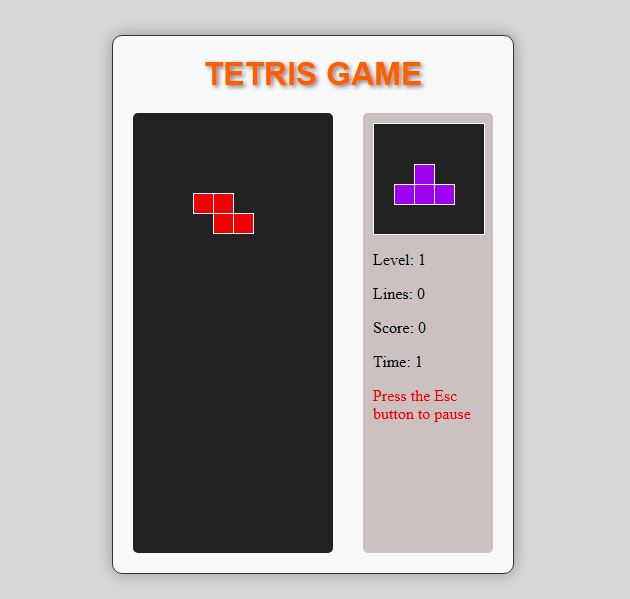 TETRIS GAME
Level: 1
Lines: 0
Score: 0
Time: 1
Press the Esc
button to pause